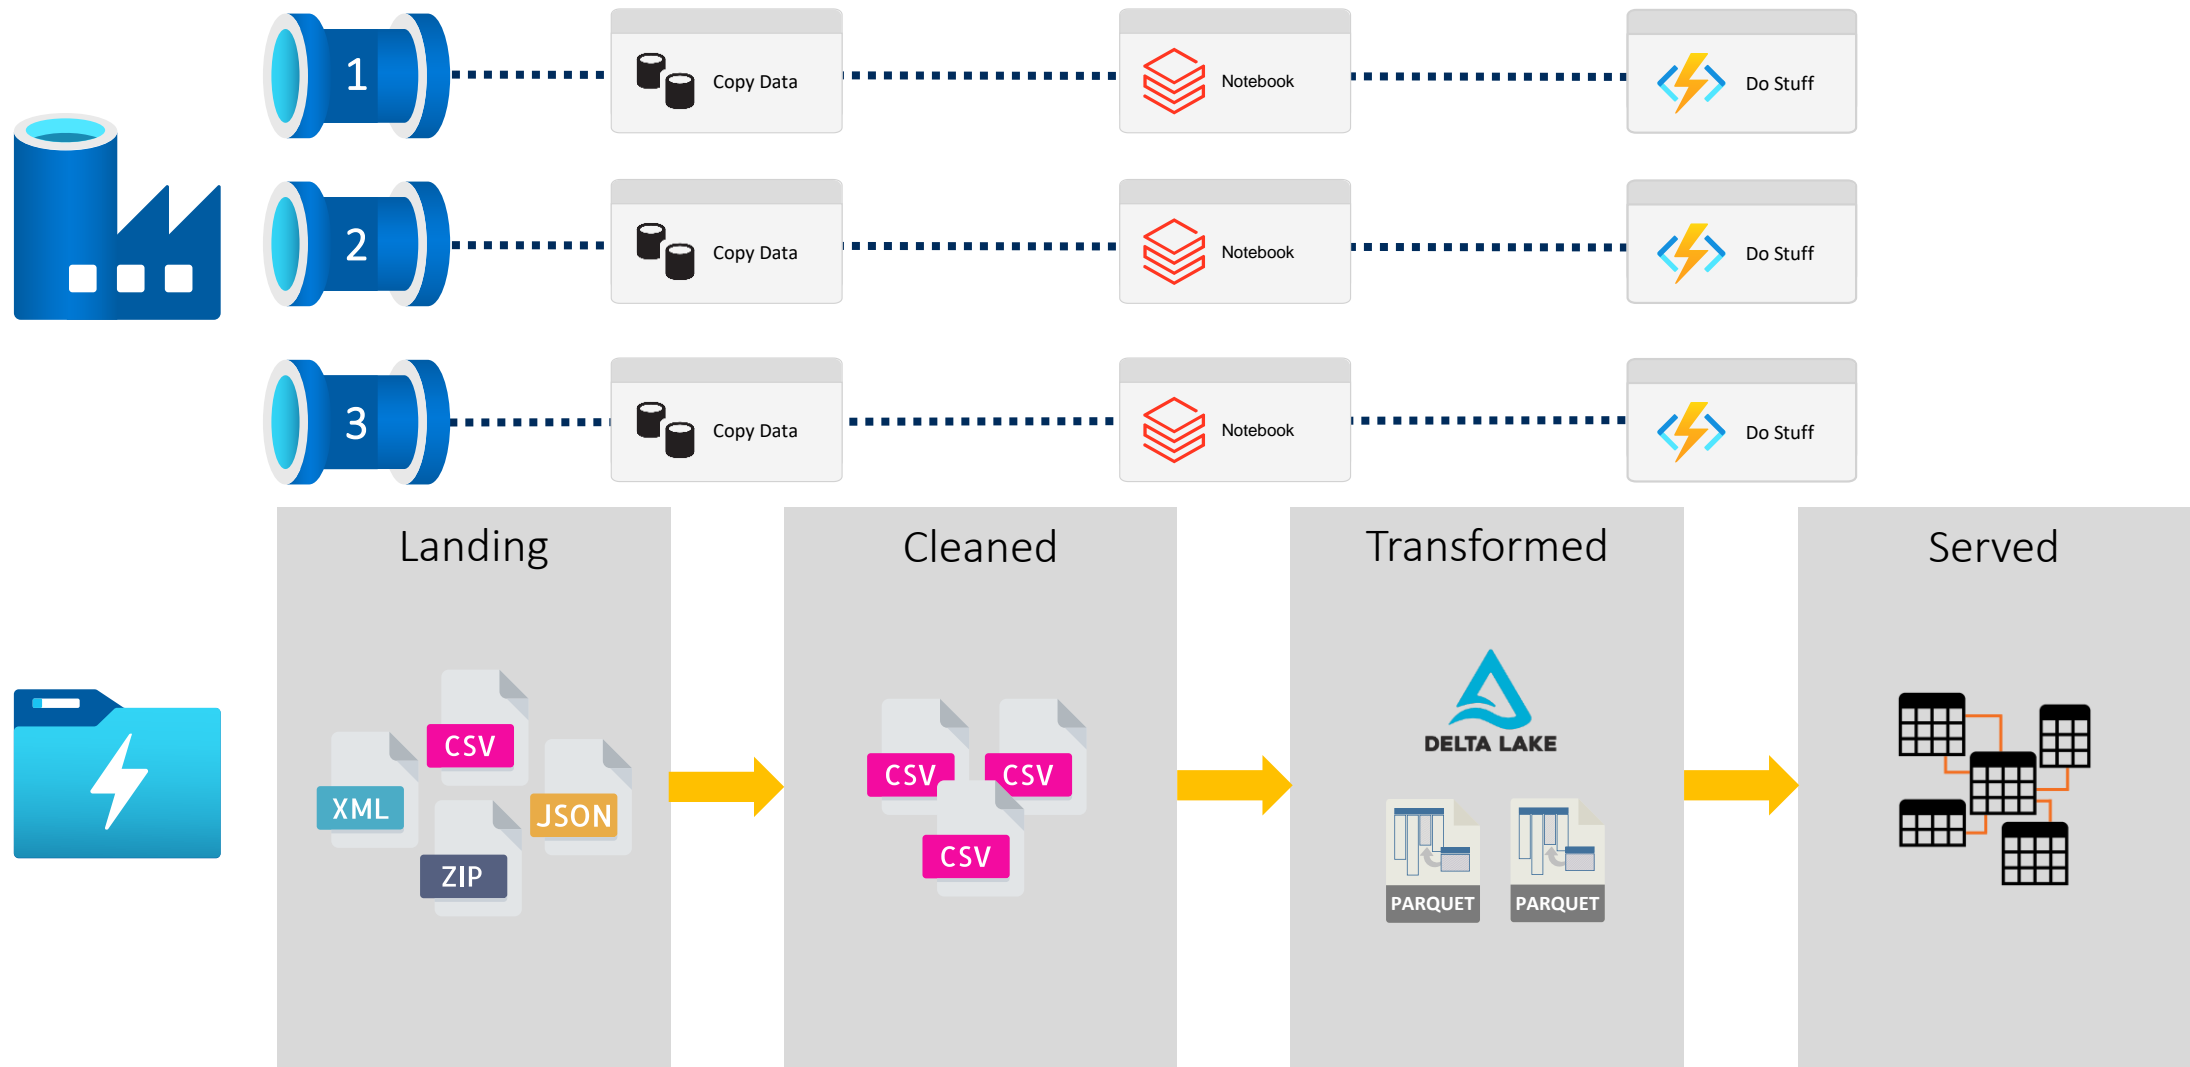 1 Copy Data Notebook Do Stuff
2 Copy Data Notebook Do Stuff
3 Copy Data Notebook Do Stuff
Landing Cleaned Transformed Served
CSV
XML
JSON
ZIP
CSV CSV
CSV
DELTA LAKE
PARQUET PARQUET